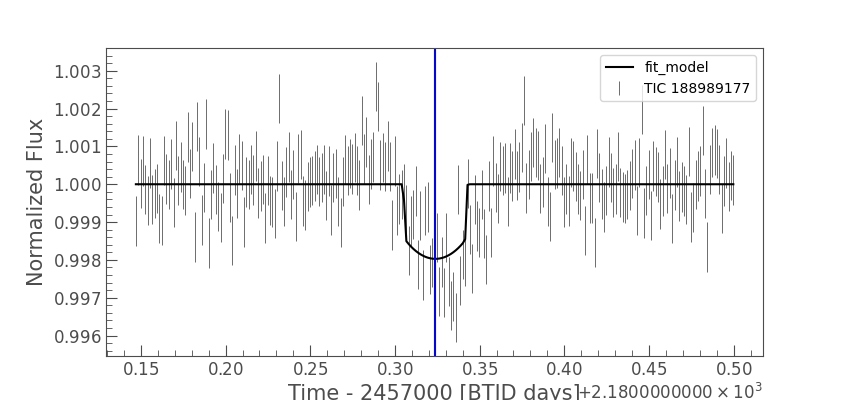 fit_model
TIC 188989177
Normalized Flux
1.003
1.002
1.001
1.000
0.999
0.998
0.997
0.996
0.15 0.20 0.25 0.30 0.35 0.40 0.45 0.50
Time - 2457000 [BTJD days]
+2.1800000000 × 10³